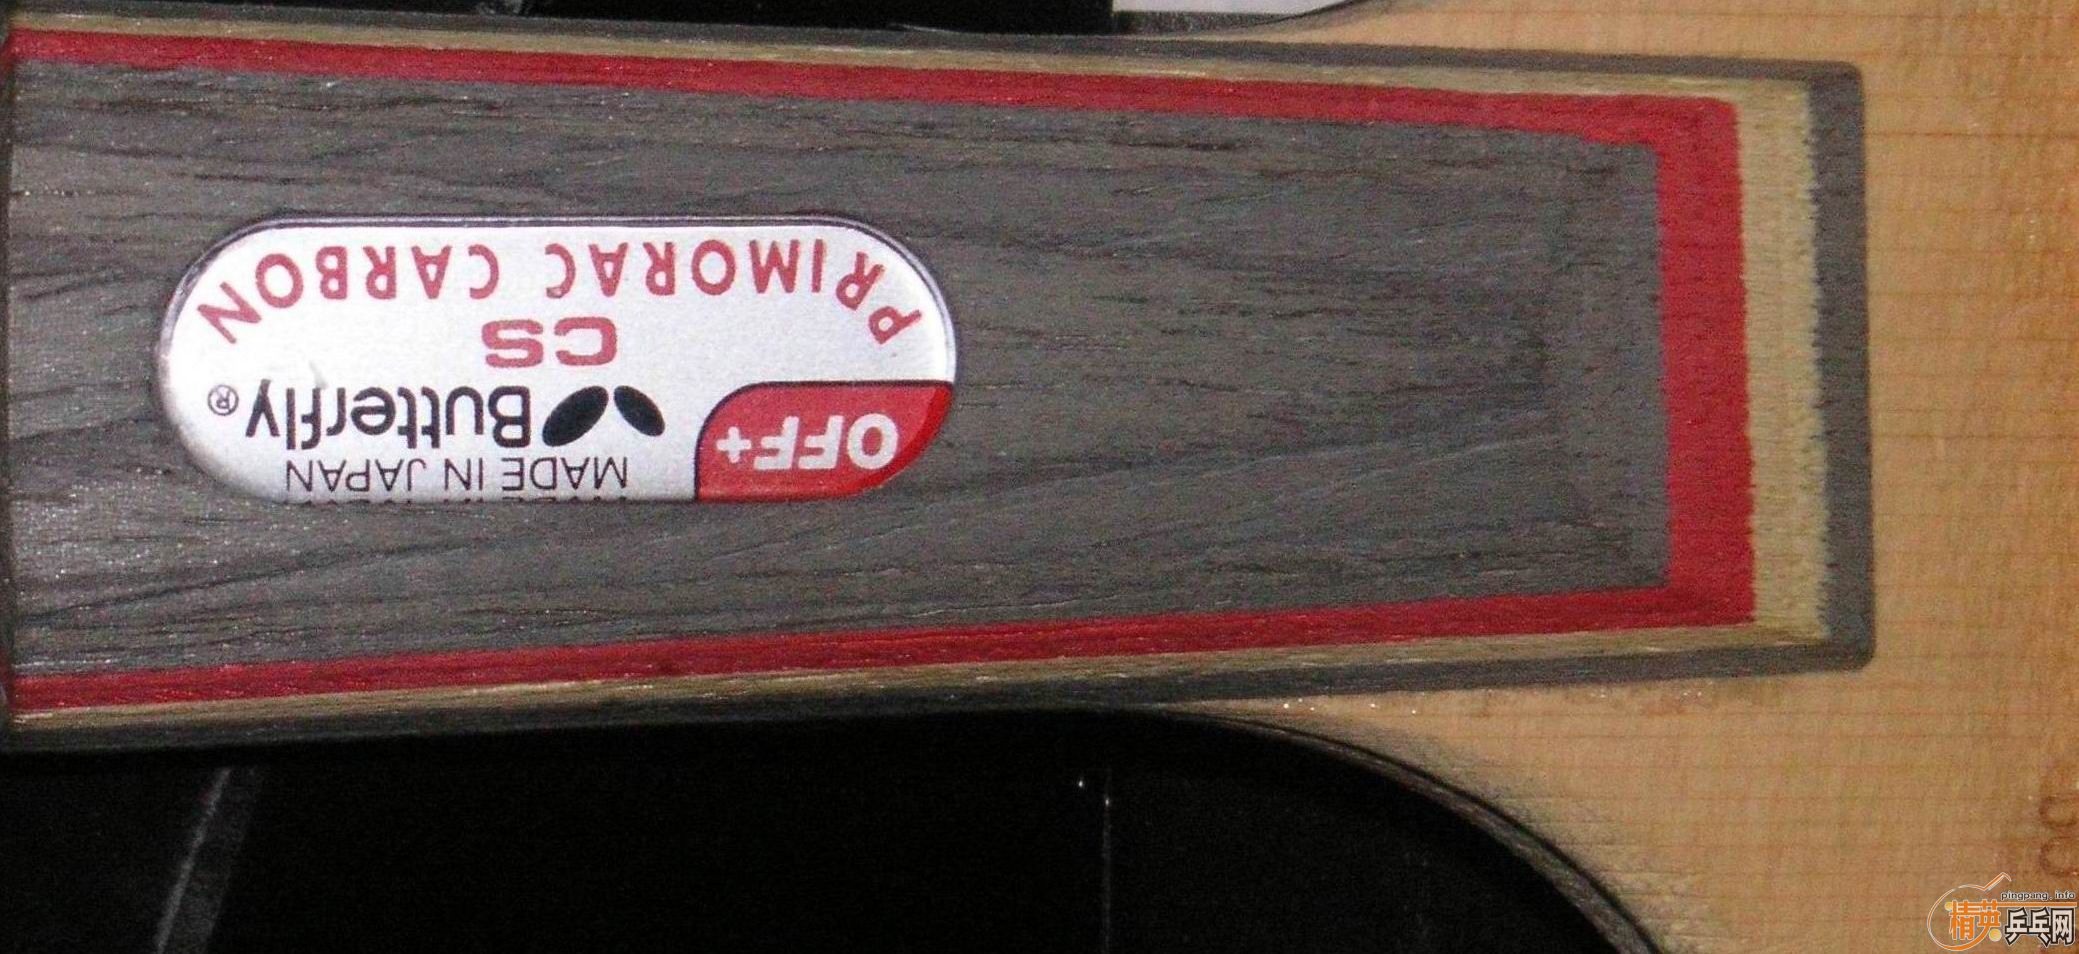 MADE IN JAPAN
Butterfly®
OFF+
CS
PRIMORAC CARBON
pingpang.info
精英乒乓网